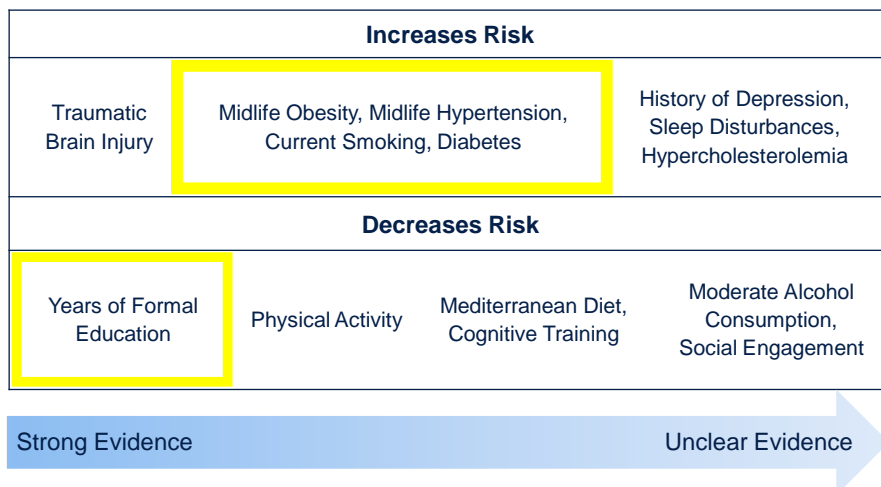 Increases Risk
Traumatic
Brain Injury
Midlife Obesity, Midlife Hypertension,
Current Smoking, Diabetes
History of Depression,
Sleep Disturbances,
Hypercholesterolemia
Decreases Risk
Years of Formal
Education
Physical Activity
Mediterranean Diet,
Cognitive Training
Moderate Alcohol
Consumption,
Social Engagement
Strong Evidence
Unclear Evidence